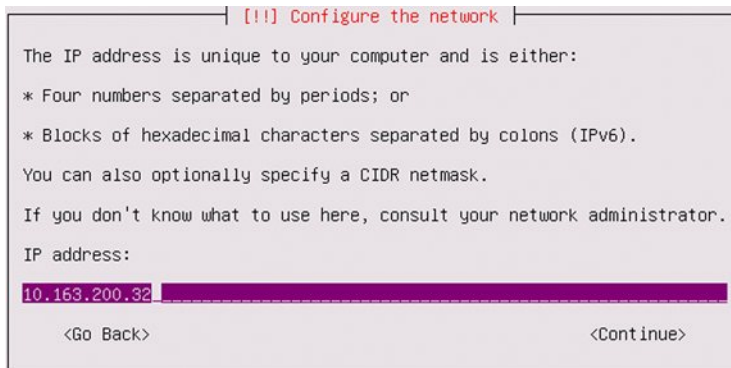 [!!] Configure the network
The IP address is unique to your computer and is either:
* Four numbers separated by periods; or
* Blocks of hexadecimal characters separated by colons (IPv6).
You can also optionally specify a CIDR netmask.
If you don't know what to use here, consult your network administrator.
IP address:
10.163.200.32
<Go Back> <Continue>